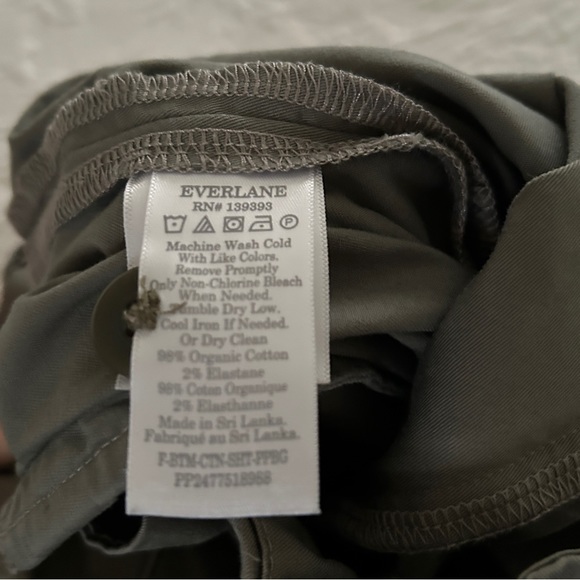 EVERLANE
RN# 139393
P
Machine Wash Cold
With Like Colors.
Remove Promptly
Only Non-Chlorine Bleach
When Needed.
Tumble Dry Low.
Cool Iron If Needed.
Or Dry Clean
98% Organic Cotton
2% Elastane
98% Coton Organique
2% Elasthanne
Made in Sri Lanka.
Fabriqué au Sri Lanka.
F-BTM-CTN-SHT-PPBG
PP2477518988